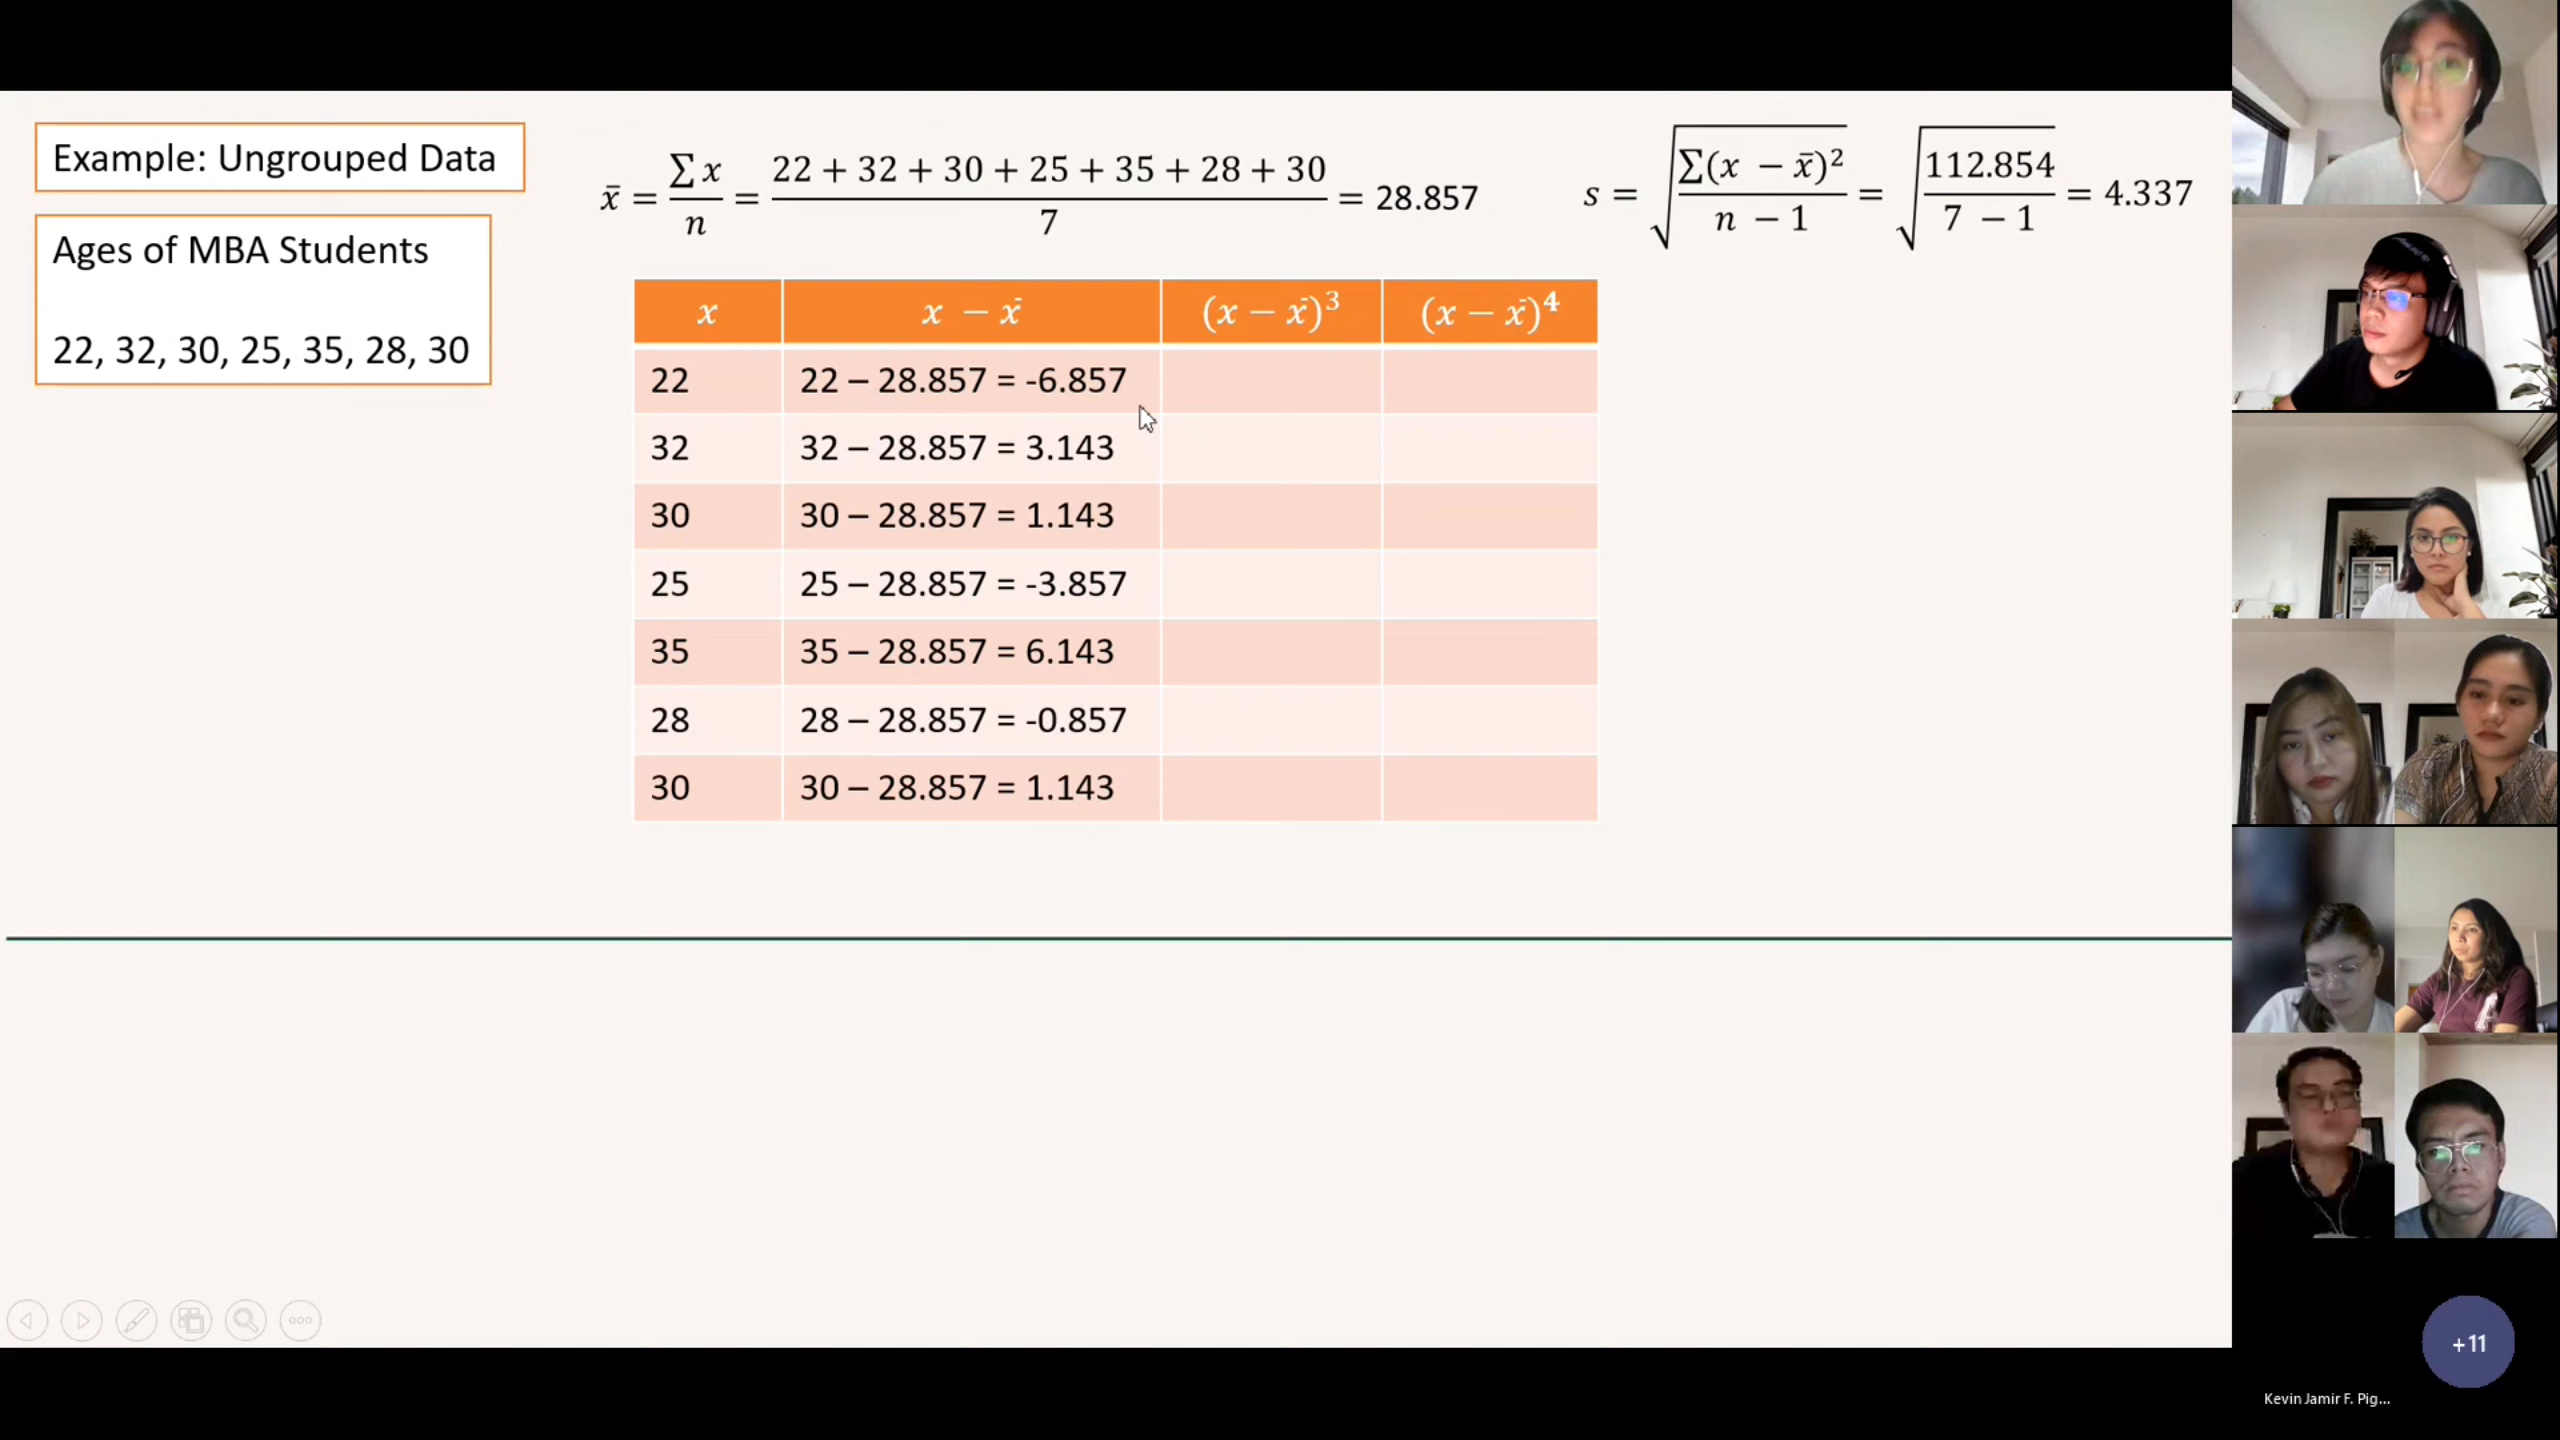 Example: Ungrouped Data
Ages of MBA Students
22, 32, 30, 25, 35, 28, 30
x̄ = ∑ x / n = 22 + 32 + 30 + 25 + 35 + 28 + 30 / 7 = 28.857
s = √ ∑(x − x̄)² / n − 1 = √ 112.854 / 7 − 1 = 4.337
x x − x̄ (x − x̄)³ (x − x̄)⁴
22 22 – 28.857 = -6.857
32 32 – 28.857 = 3.143
30 30 – 28.857 = 1.143
25 25 – 28.857 = -3.857
35 35 – 28.857 = 6.143
28 28 – 28.857 = -0.857
30 30 – 28.857 = 1.143
A
+11
Kevin Jamir F. Pig...